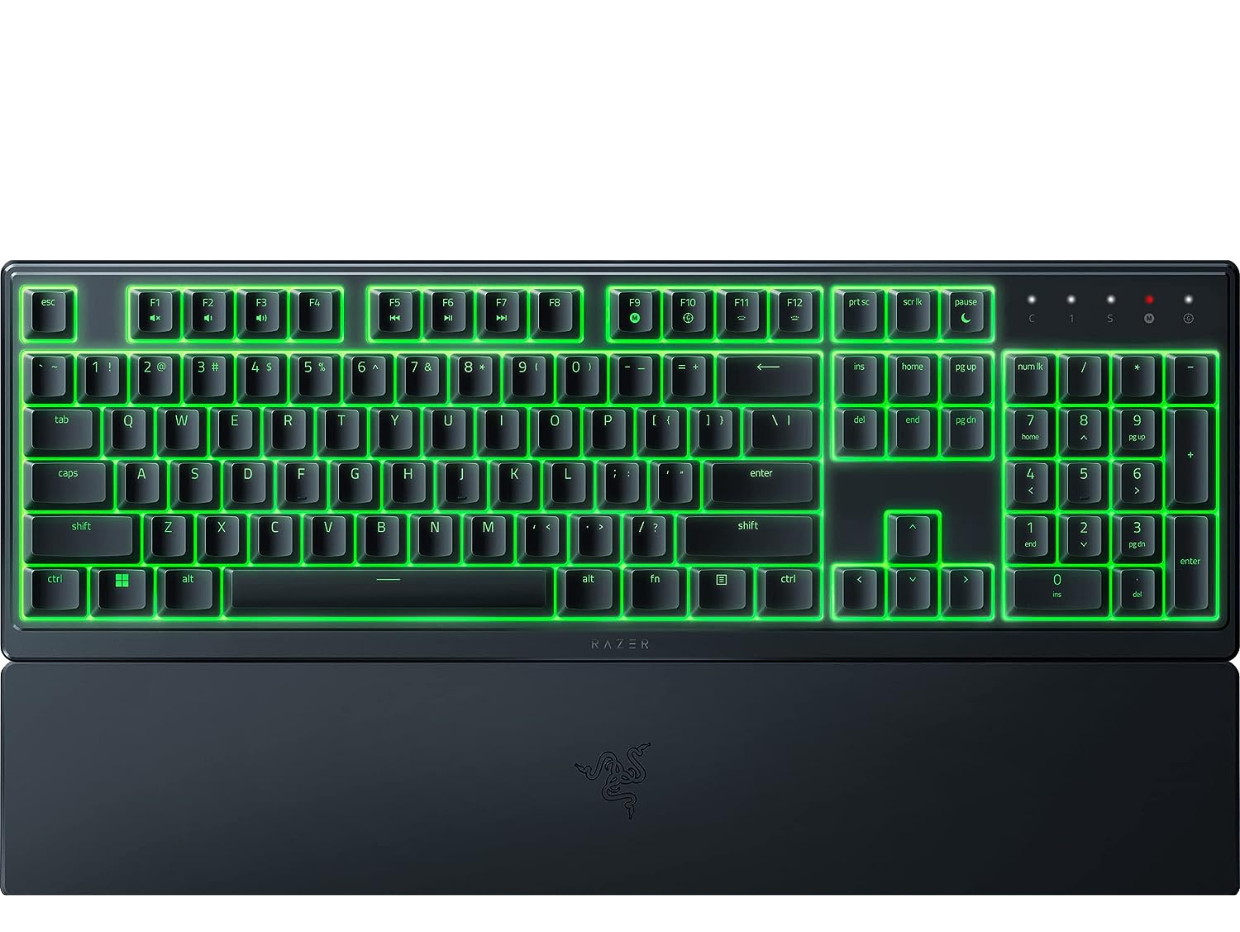 esc F1 F2 F3 F4 F5 F6 F7 F8 F9 F10 F11 F12 prt sc scr lk pause
M C 1 S M
` ~ 1 ! 2 @ 3 # 4 $ 5 % 6 ^ 7 & 8 * 9 ( 0 ) - _ = + ← ins home pg up num lk / * -
tab Q W E R T Y U I O P [ { ] } \ | del end pg dn 7 8 9
home ^ pg up
+
caps A S D F G H J K L ; : ' " enter 4 5 6
< >
shift Z X C V B N M , < . > / ? shift ^ 1 2 3
end v pg dn
enter
ctrl alt alt fn ctrl < v > 0 .
ins del
RAZER